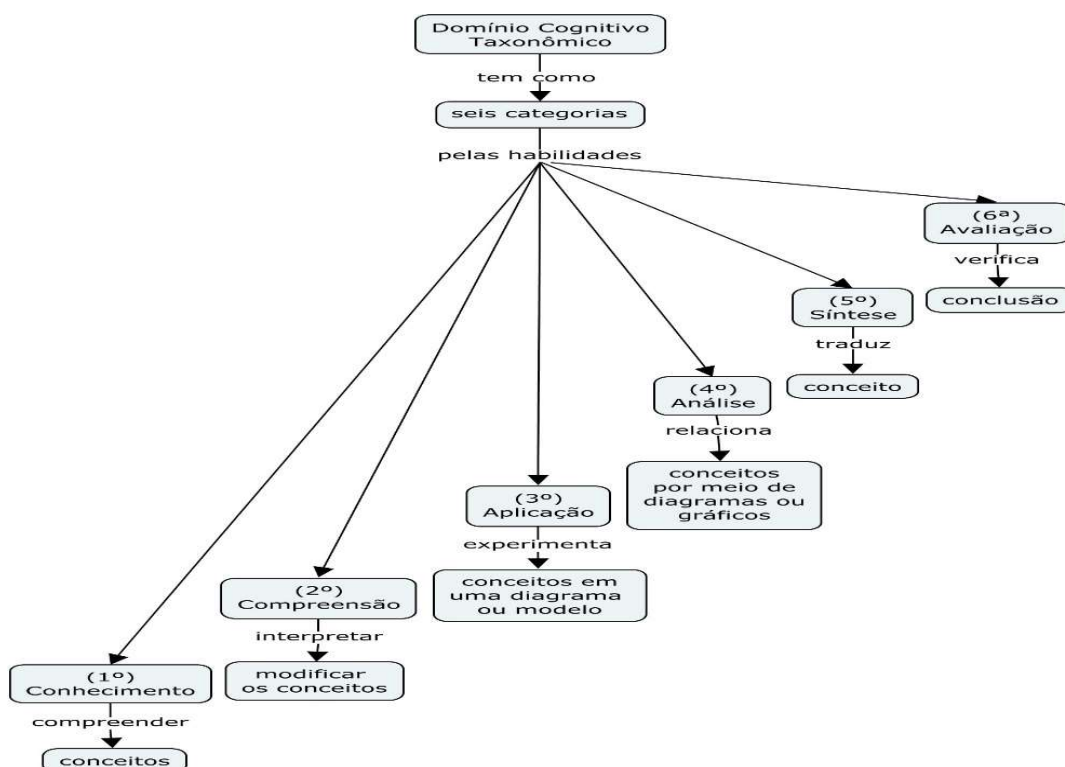 Domínio Cognitivo
Taxonômico
tem como
seis categorias
pelas habilidades
(6ª)
Avaliação
verifica
conclusão
(5º)
Síntese
traduz
conceito
(4º)
Análise
relaciona
conceitos
por meio de
diagramas ou
gráficos
(3º)
Aplicação
experimenta
conceitos em
uma diagrama
ou modelo
(2º)
Compreensão
interpretar
modificar
os conceitos
(1º)
Conhecimento
compreender
conceitos